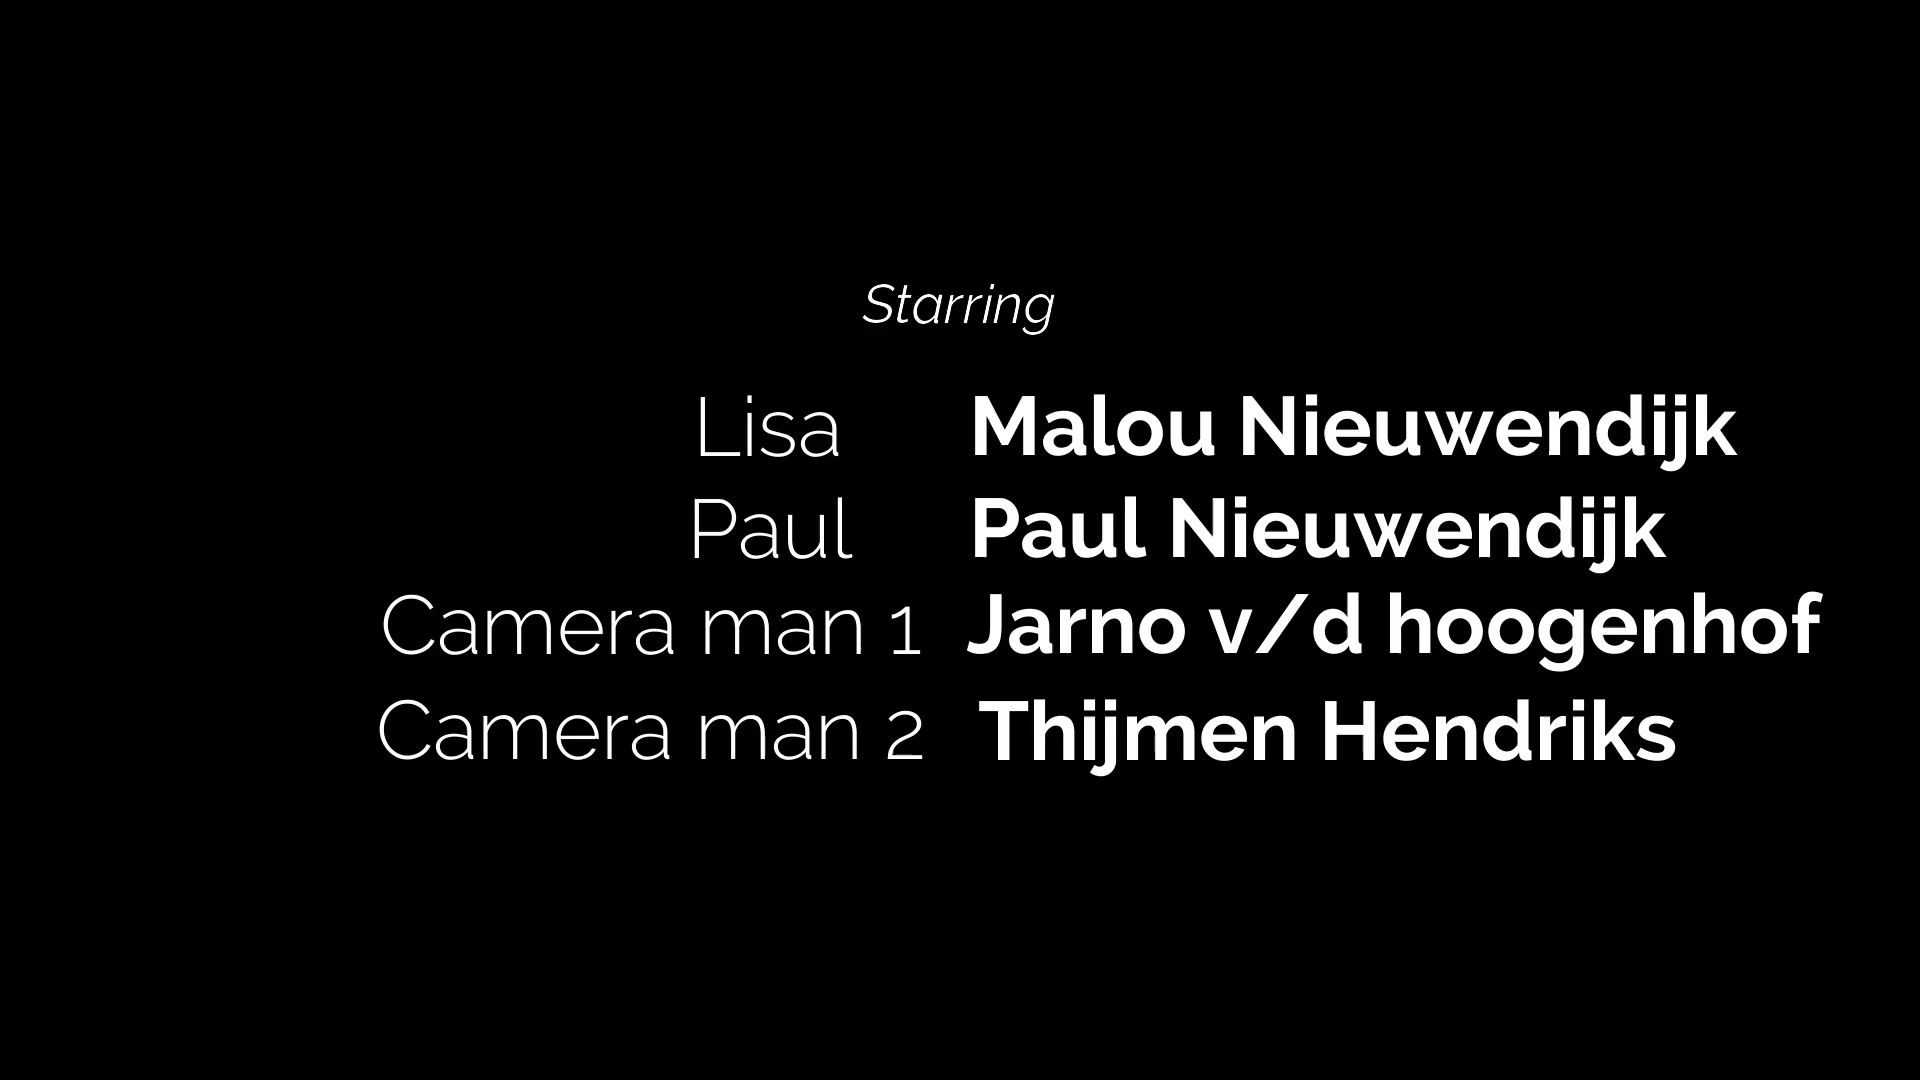 Starring
Lisa Malou Nieuwendijk
Paul Paul Nieuwendijk
Camera man 1 Jarno v/d hoogenhof
Camera man 2 Thijmen Hendriks